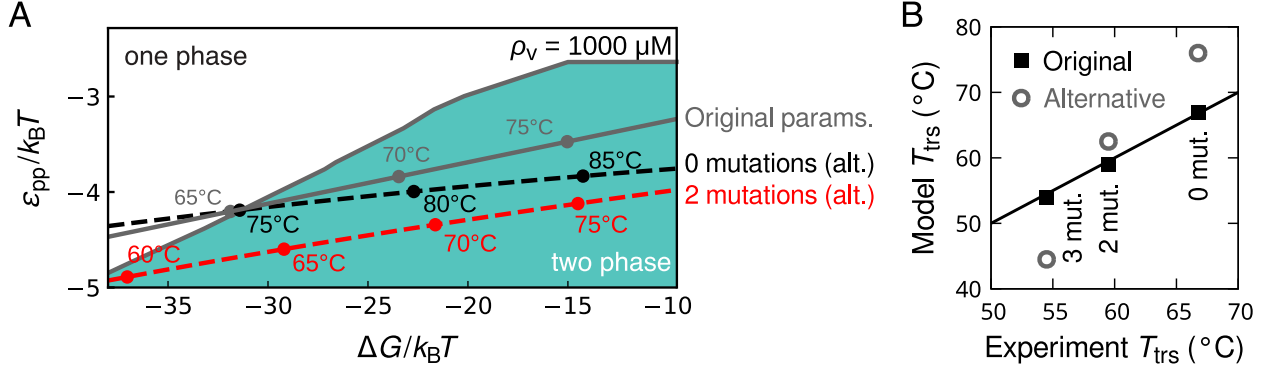 A
one phase
ρv = 1000 μM
−3
−4
−5
εpp/kBT
65°C
70°C
75°C
75°C
80°C
85°C
60°C
65°C
70°C
75°C
two phase
−35
−30
−25
−20
−15
−10
ΔG/kBT
Original params.
0 mutations (alt.)
2 mutations (alt.)
B
Original
Alternative
80
70
60
50
40
Model Ttrs (°C)
3 mut.
2 mut.
0 mut.
50
55
60
65
70
Experiment Ttrs (°C)